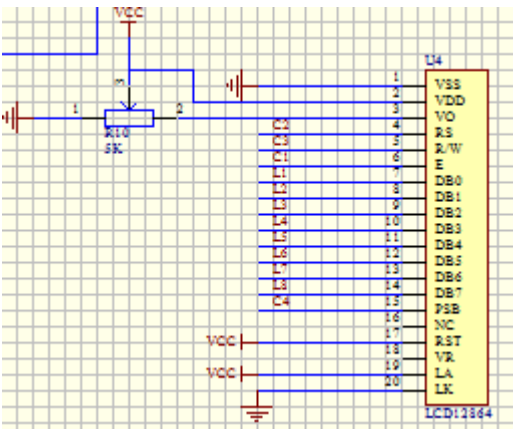 VCC
U4
3
1
2
R10
5K
1 VSS
2 VDD
3 VO
C2 4 RS
C3 5 R/W
C1 6 E
L1 7 DB0
L2 8 DB1
L3 9 DB2
L4 10 DB3
L5 11 DB4
L6 12 DB5
L7 13 DB6
L8 14 DB7
C4 15 PSB
16 NC
VCC 17 RST
18 VR
VCC 19 LA
20 LK
LCD12864